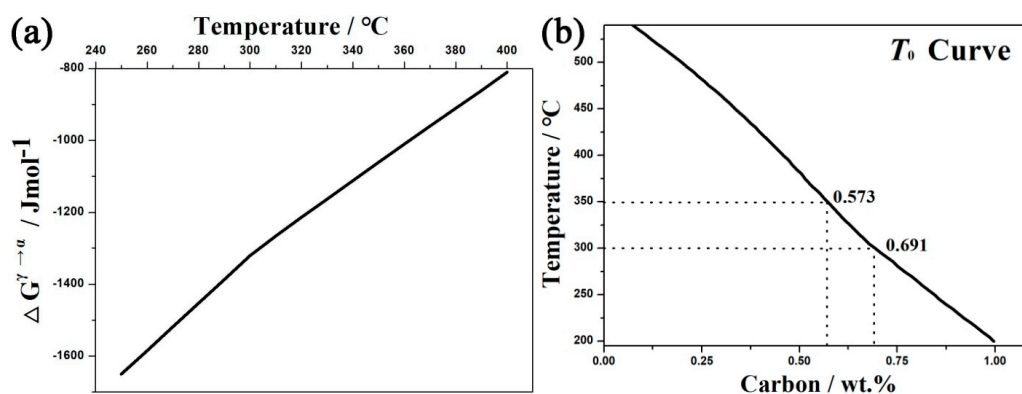 (a)
Temperature / °C
240 260 280 300 320 340 360 380 400
-800
-1000
-1200
-1400
-1600
ΔG^γ→α / Jmol-1
(b)
T₀ Curve
500
450
400
350
300
250
200
Temperature / °C
0.573
0.691
0.00 0.25 0.50 0.75 1.00
Carbon / wt.%